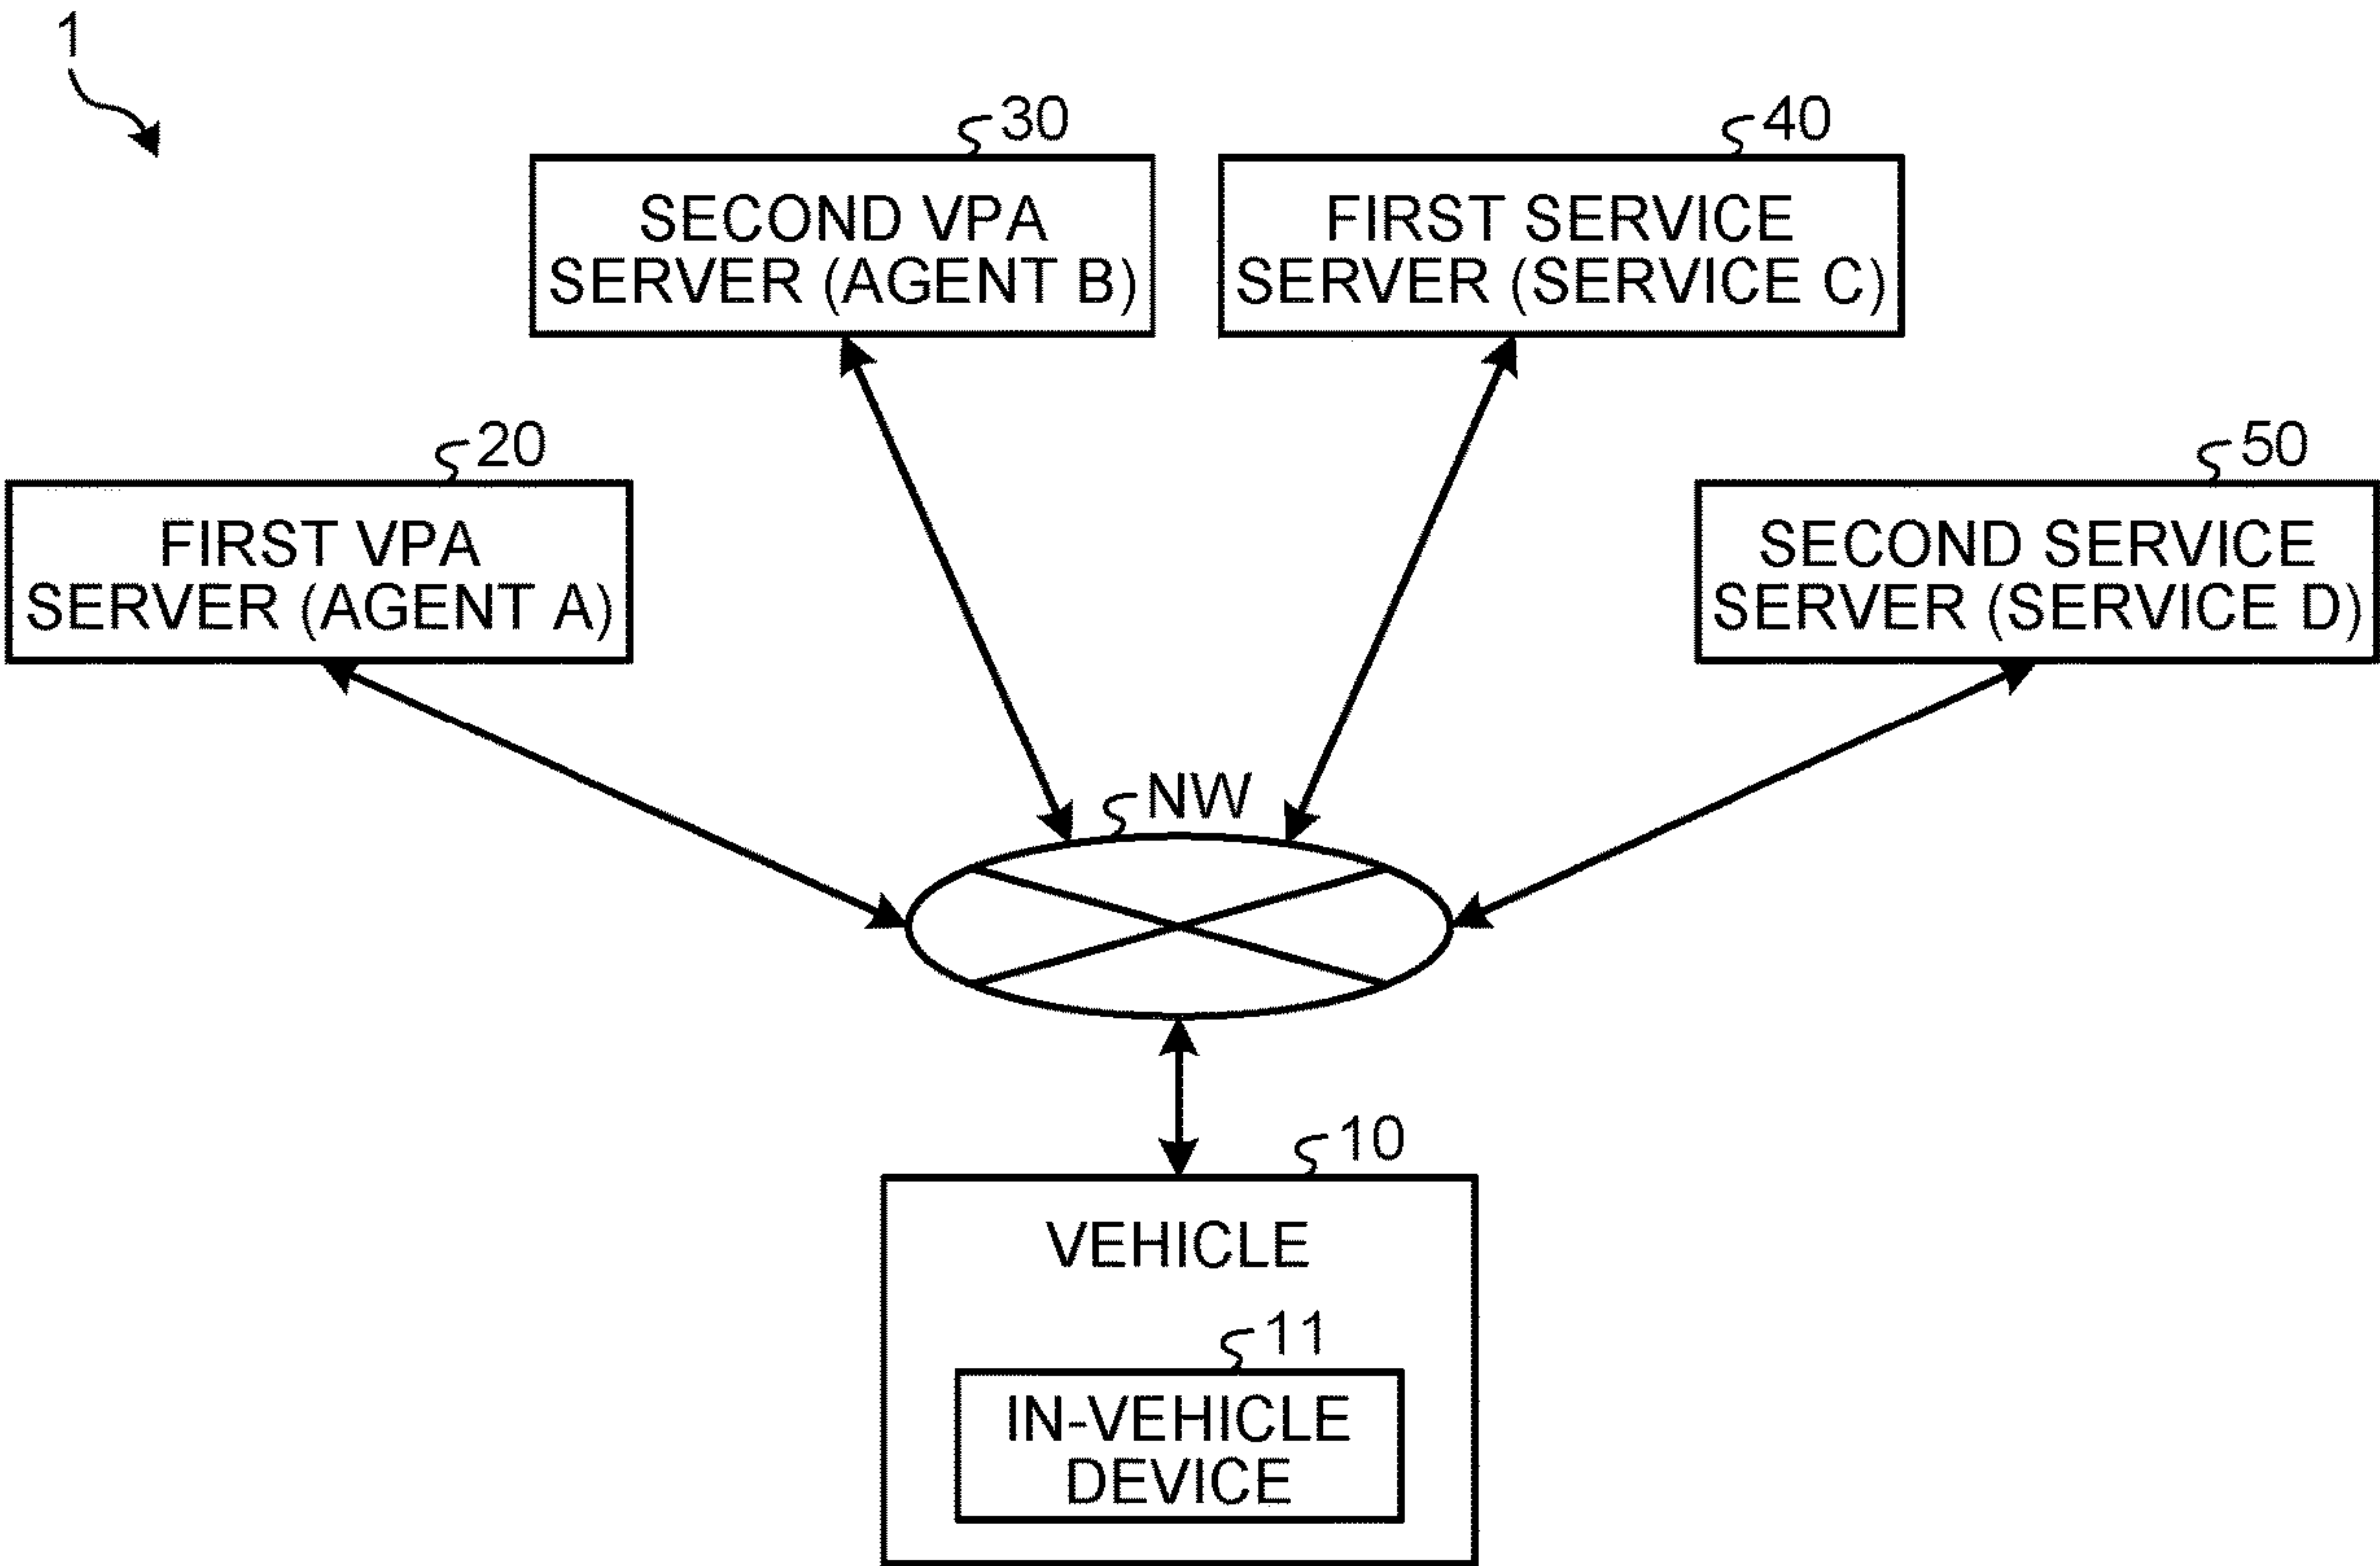 1
30
SECOND VPA
SERVER (AGENT B)
40
FIRST SERVICE
SERVER (SERVICE C)
20
FIRST VPA
SERVER (AGENT A)
50
SECOND SERVICE
SERVER (SERVICE D)
NW
10
VEHICLE
11
IN-VEHICLE
DEVICE